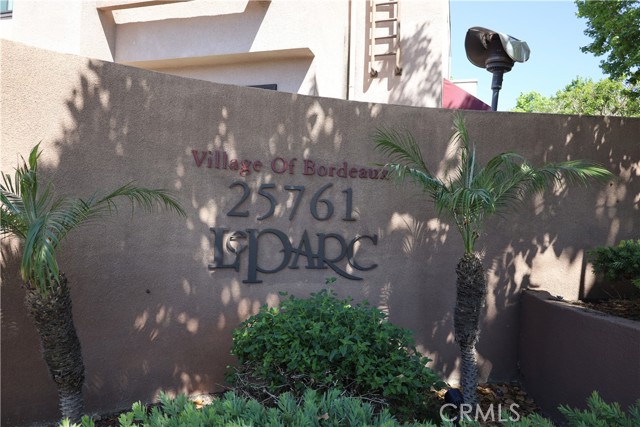 Village Of Bordeaux
25761
Le Parc
CRMLS